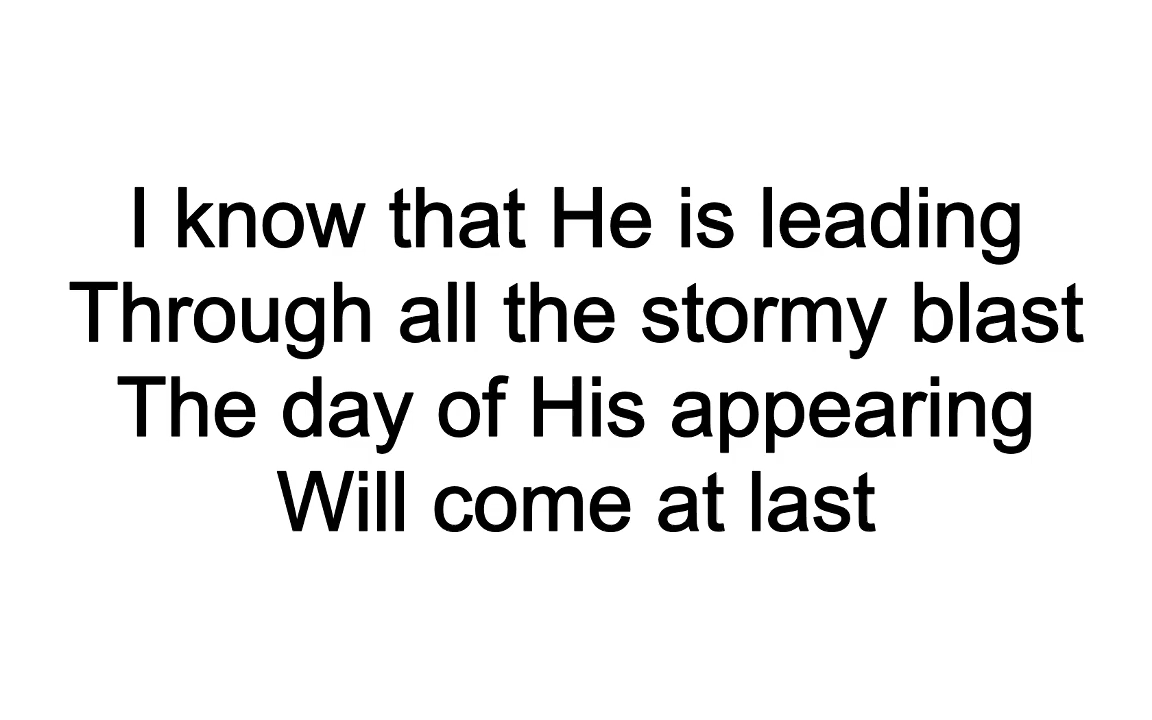 I know that He is leading
Through all the stormy blast
The day of His appearing
Will come at last